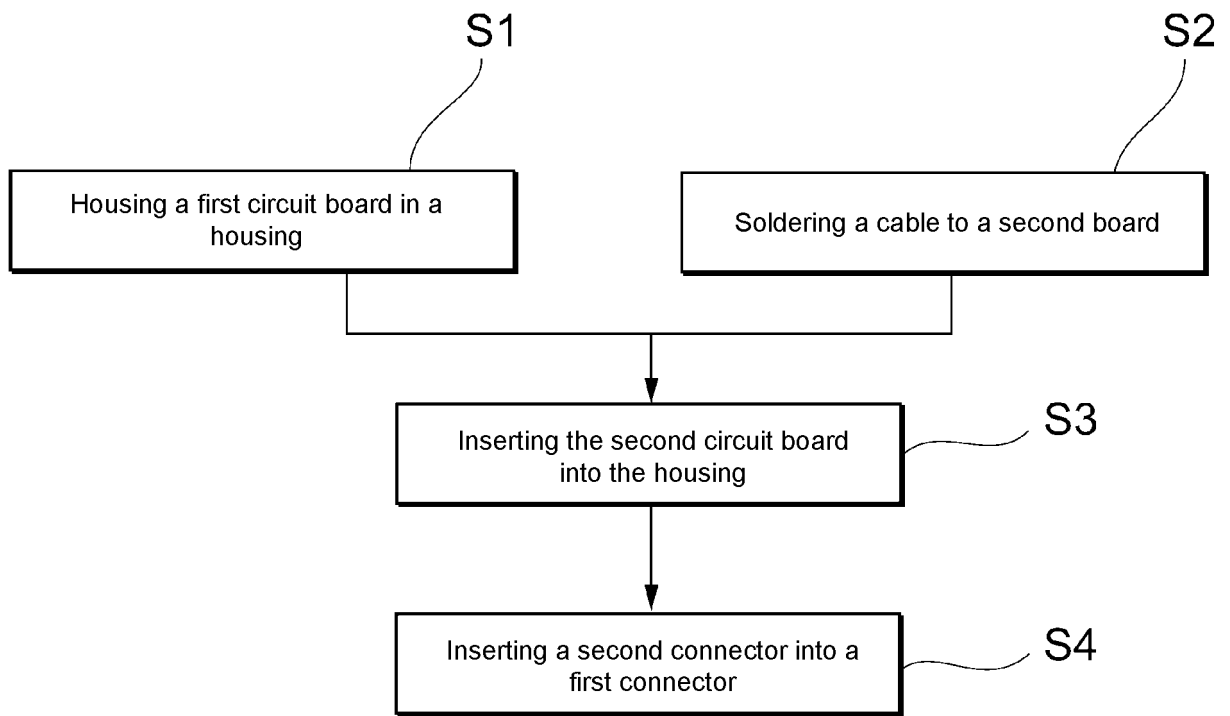 S1
S2
Housing a first circuit board in a
housing
Soldering a cable to a second board
Inserting the second circuit board
into the housing
S3
Inserting a second connector into a
first connector
S4